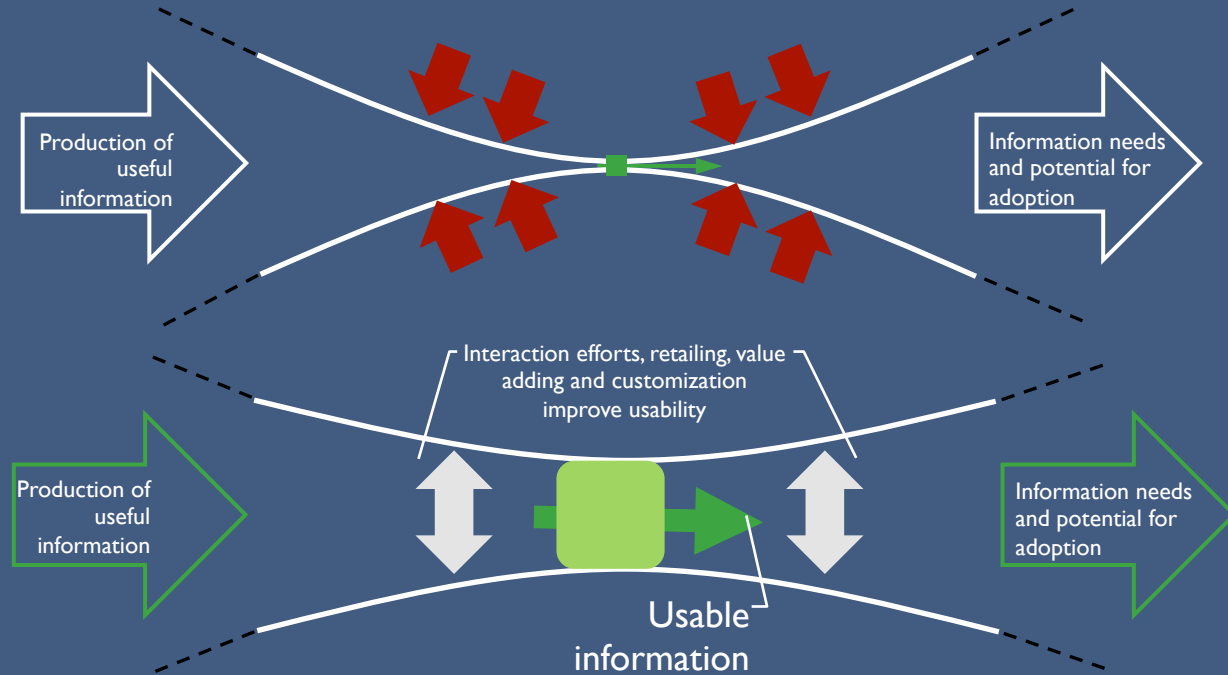 Production of
useful
information
Information needs
and potential for
adoption
Interaction efforts, retailing, value
adding and customization
improve usability
Production of
useful
information
Information needs
and potential for
adoption
Usable
information